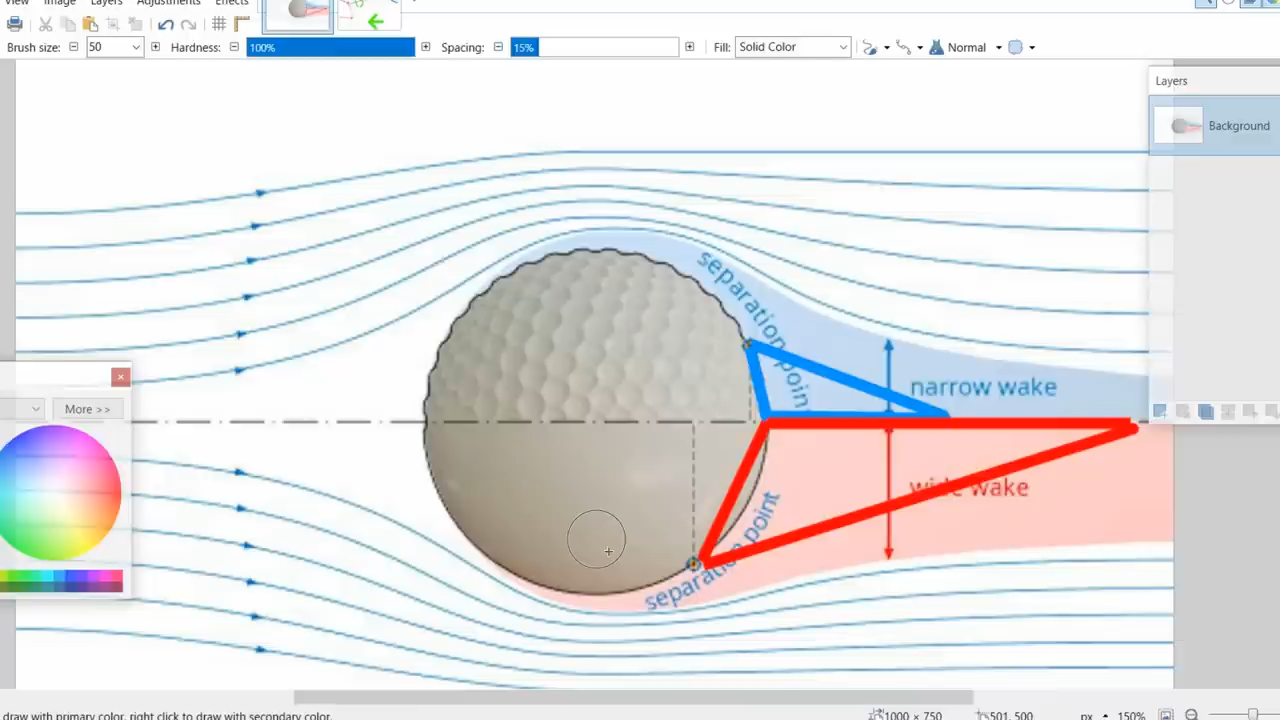 View Image Layers Adjustments Effects
Brush size: 50 Hardness: 100% Spacing: 15% Fill: Solid Color Normal
Layers
Background
separation point
narrow wake
More >>
wide wake
separation point
draw with primary color, right click to draw with secondary color.
1000 × 750 501, 500 px 150%